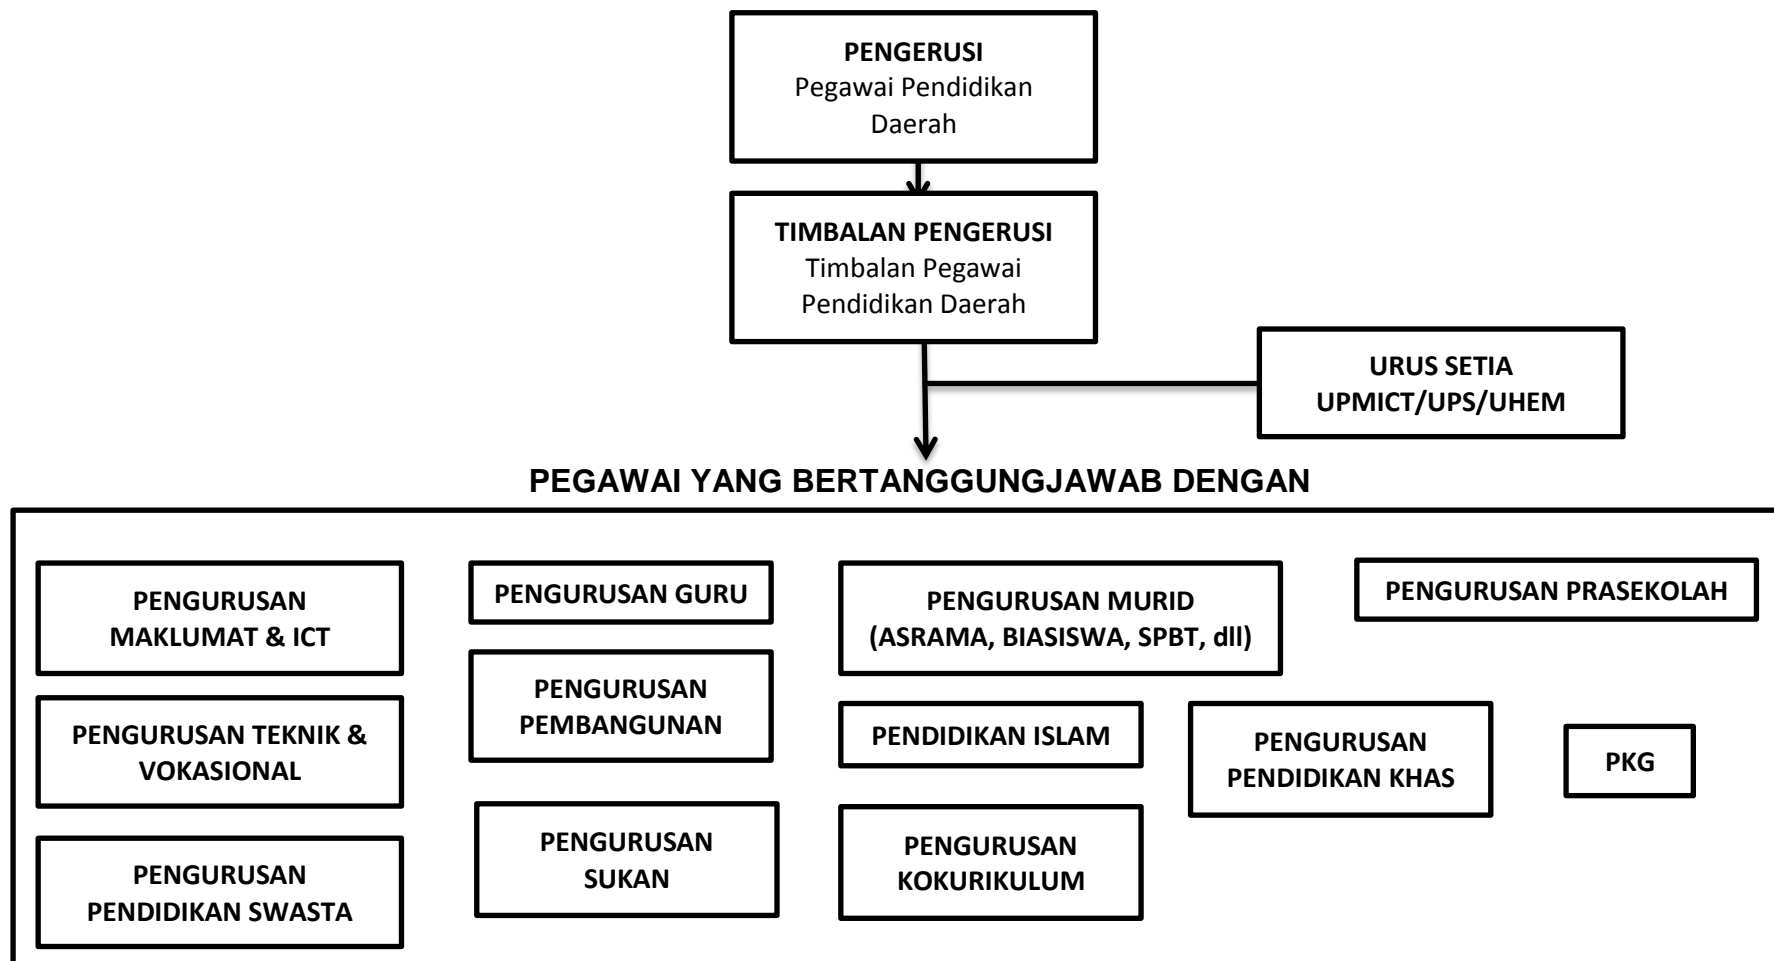 PENGERUSI
Pegawai Pendidikan
Daerah
TIMBALAN PENGERUSI
Timbalan Pegawai
Pendidikan Daerah
URUS SETIA
UPMICT/UPS/UHEM
PEGAWAI YANG BERTANGGUNGJAWAB DENGAN
PENGURUSAN
MAKLUMAT & ICT
PENGURUSAN TEKNIK &
VOKASIONAL
PENGURUSAN
PENDIDIKAN SWASTA
PENGURUSAN GURU
PENGURUSAN
PEMBANGUNAN
PENGURUSAN
SUKAN
PENGURUSAN MURID
(ASRAMA, BIASISWA, SPBT, dll)
PENDIDIKAN ISLAM
PENGURUSAN
KOKURIKULUM
PENGURUSAN PRASEKOLAH
PENGURUSAN
PENDIDIKAN KHAS
PKG